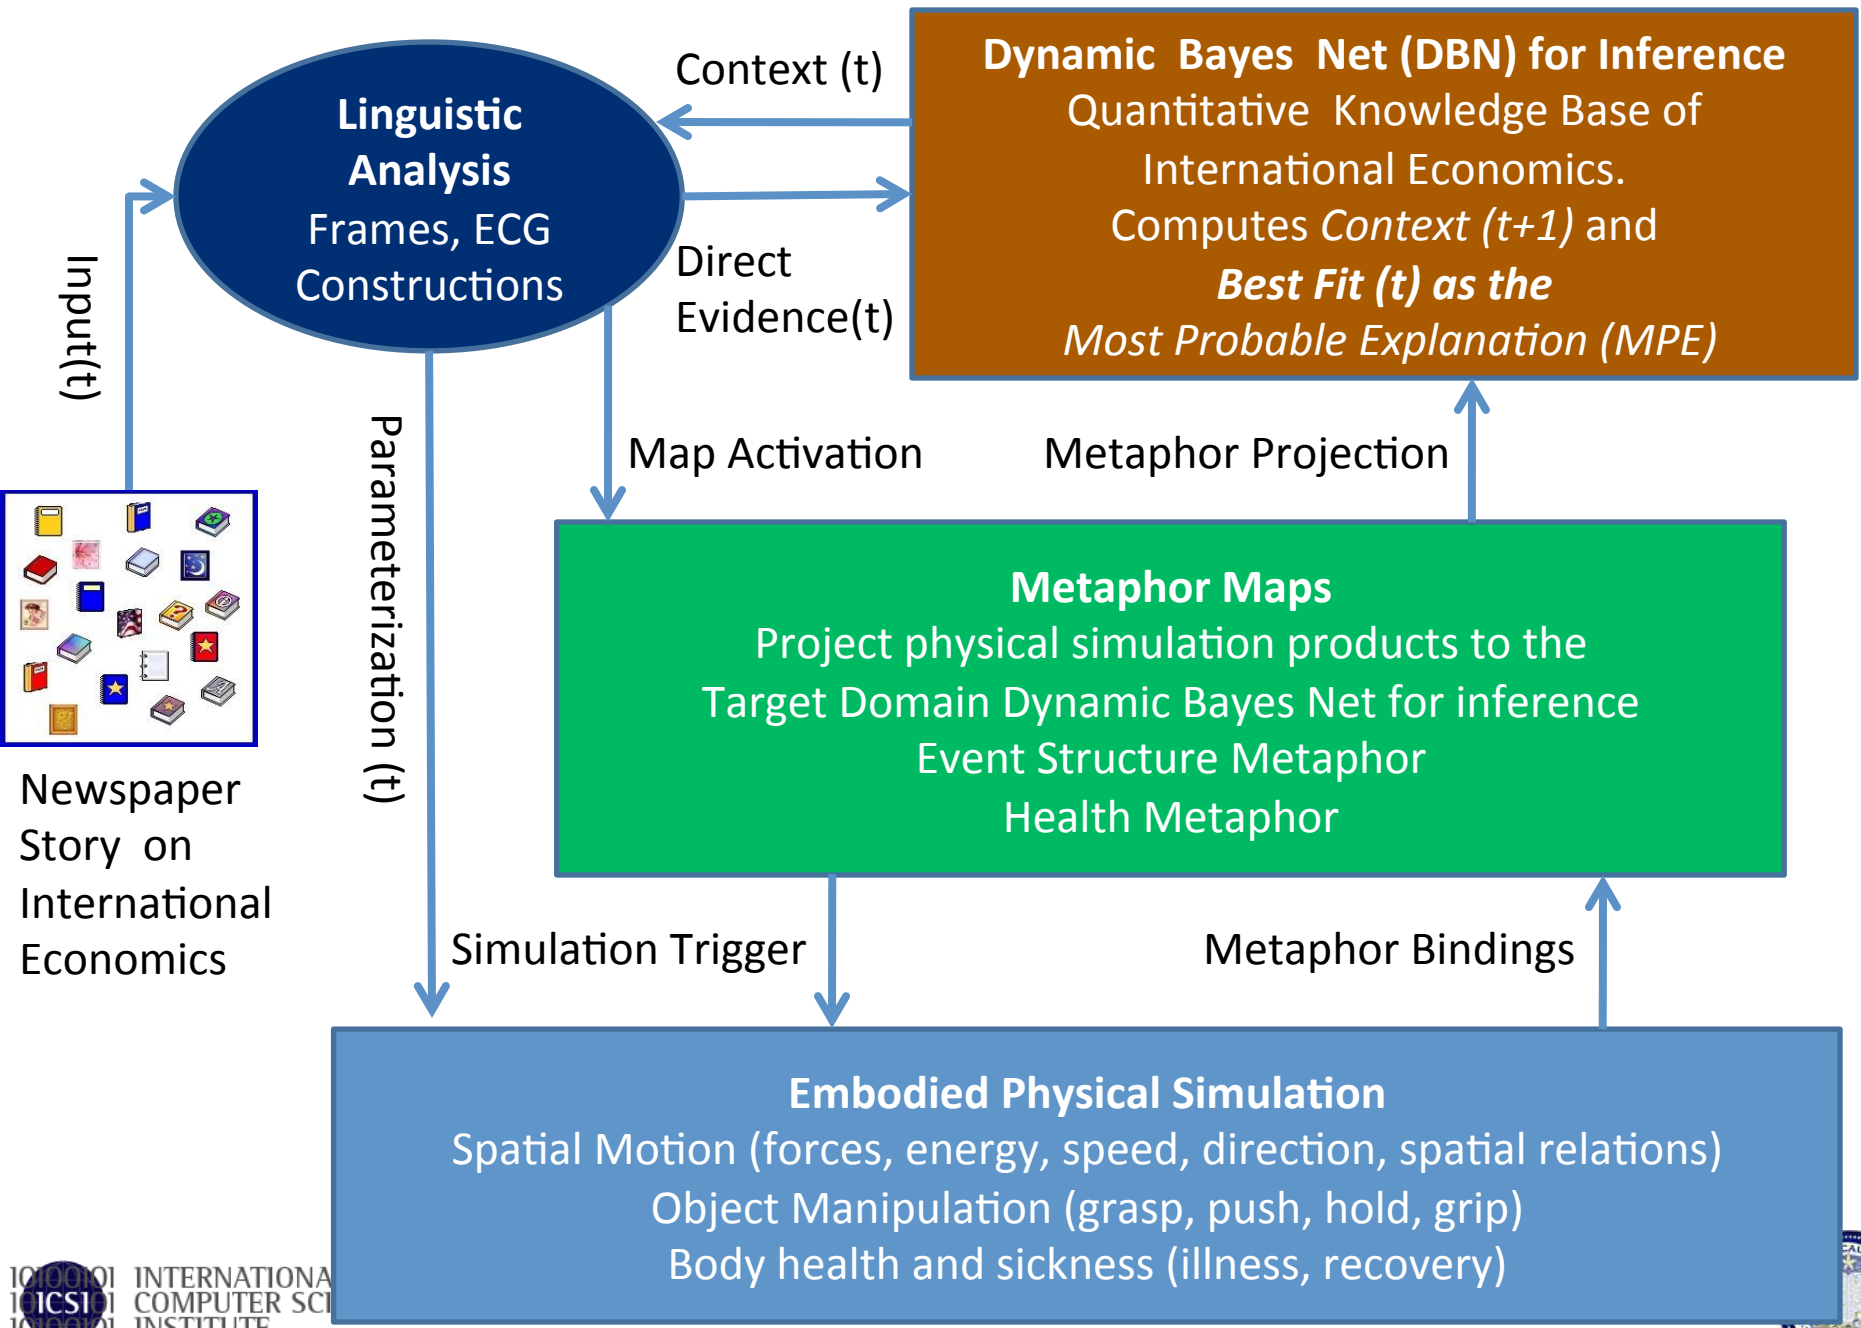 Linguistic
Analysis
Frames, ECG
Constructions
Context (t)
Direct
Evidence(t)
Dynamic Bayes Net (DBN) for Inference
Quantitative Knowledge Base of
International Economics.
Computes Context (t+1) and
Best Fit (t) as the
Most Probable Explanation (MPE)
Input(t)
Parameterization (t)
Map Activation
Metaphor Projection
Newspaper
Story on
International
Economics
Metaphor Maps
Project physical simulation products to the
Target Domain Dynamic Bayes Net for inference
Event Structure Metaphor
Health Metaphor
Simulation Trigger
Metaphor Bindings
Embodied Physical Simulation
Spatial Motion (forces, energy, speed, direction, spatial relations)
Object Manipulation (grasp, push, hold, grip)
Body health and sickness (illness, recovery)
ICSI
INTERNATIONA
COMPUTER SCI
INSTITUTE